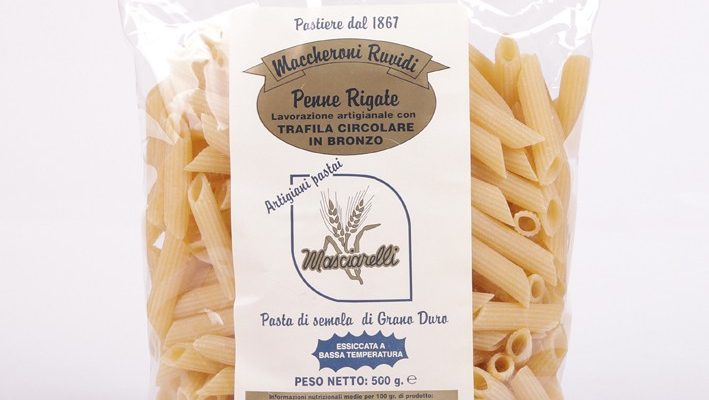 Pastiere dal 1867
Maccheroni Ruvidi
Penne Rigate
Lavorazione artigianale con
TRAFILA CIRCOLARE
IN BRONZO
Artigiani pastai
Masciarelli
Pasta di semola di Grano Duro
ESSICCATA A
BASSA TEMPERATURA
PESO NETTO: 500 g. ℮
Informazioni nutrizionali medie per 100 gr. di prodotto: